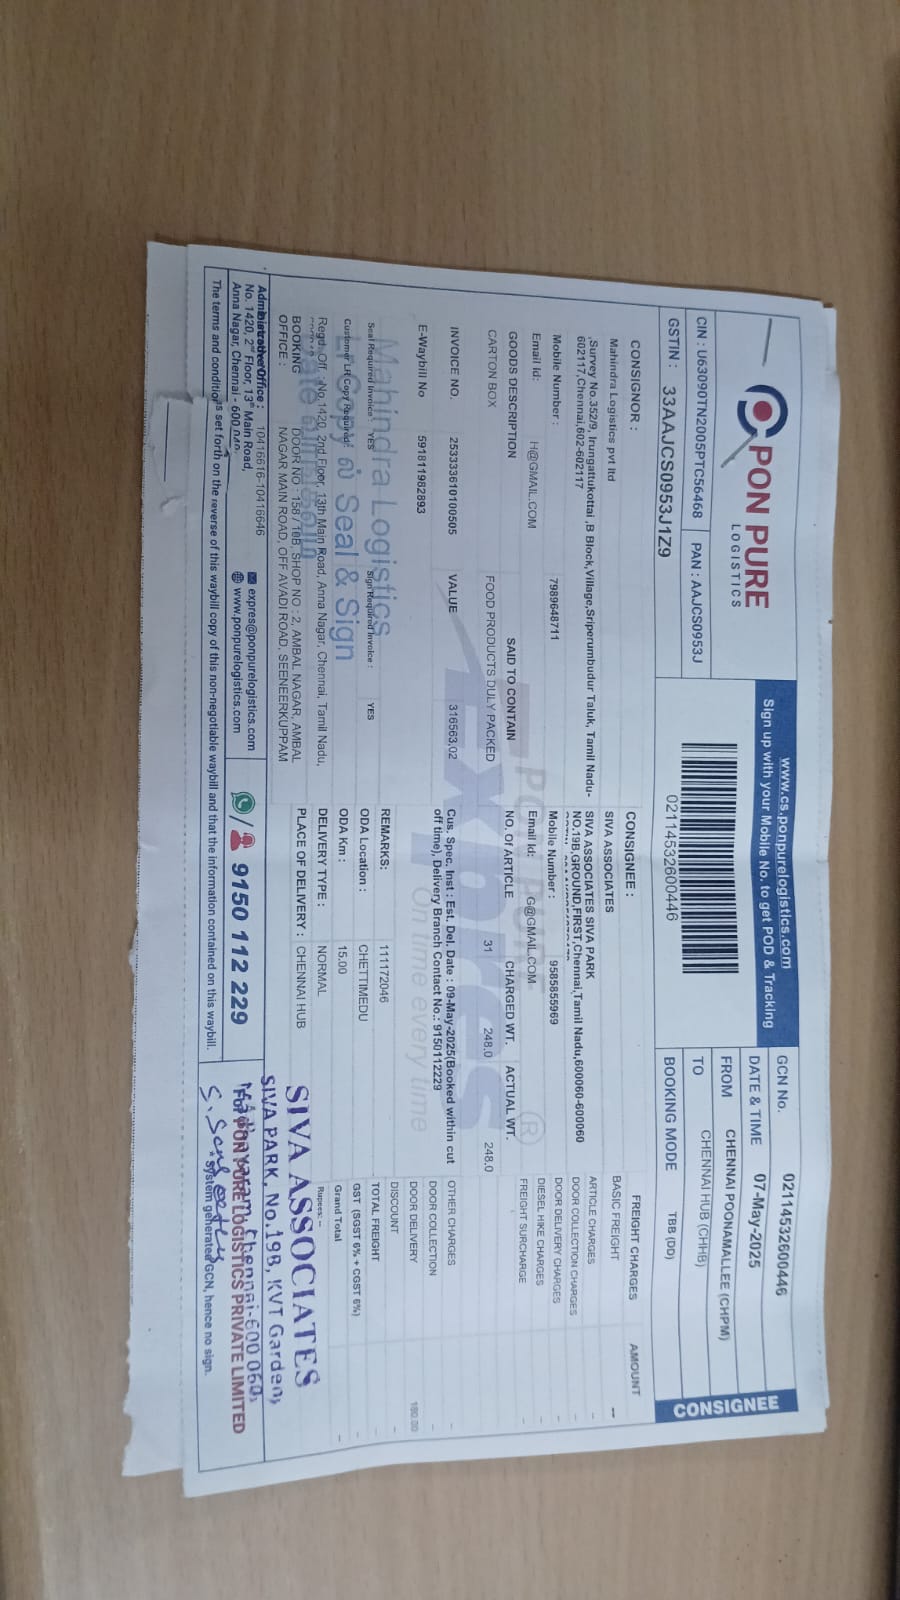 PON PURE
LOGISTICS
CIN : U63090TN2005PTC56468 PAN : AAJCS0953J
GSTIN : 33AAJCS0953J1Z9
www.cs.ponpurelogistics.com
Sign up with your Mobile No. to get POD & Tracking
02114532600446
GCN No. 02114532600446
DATE & TIME 07-May-2025
FROM CHENNAI POONAMALLEE (CHPM)
TO CHENNAI HUB (CHHB)
BOOKING MODE TBB (DD)
CONSIGNEE
CONSIGNOR :
Mahindra Logistics pvt ltd
,Survey No.352/9, Irungattukottai ,B Block,Village,Sriperumbudur Taluk, Tamil Nadu-
602117,Chennai,602-602117
Mobile Number : 7989648711
Email Id: H@GMAIL.COM
CONSIGNEE :
SIVA ASSOCIATES
SIVA ASSOCIATES SIVA PARK
NO,19B,GROUND,FIRST,Chennai,Tamil Nadu,600060-600060
Mobile Number : 9585855969
Email Id: G@GMAIL.COM
GOODS DESCRIPTION SAID TO CONTAIN NO. Of ARTICLE CHARGED WT. ACTUAL WT.
CARTON BOX FOOD PRODUCTS DULY PACKED 31 248.0 248.0
INVOICE NO. 253333610100505 VALUE 316563.02
E-Waybill No 591811982893
Cus. Spec. Inst : Est. Del. Date : 09-May-2025(Booked within cut
off time), Delivery Branch Contact No.: 9150112229
Expres
On time every time
REMARKS: 111172046
ODA Location : CHETTIMEDU
ODA Km : 15.00
DELIVERY TYPE : NORMAL
PLACE OF DELIVERY : CHENNAI HUB
FREIGHT CHARGES AMOUNT
BASIC FREIGHT --
ARTICLE CHARGES -
DOOR COLLECTION CHARGES -
DOOR DELIVERY CHARGES -
DIESEL HIKE CHARGES -
FREIGHT SURCHARGE -
OTHER CHARGES -
DOOR COLLECTION -
DOOR DELIVERY 180.00
DISCOUNT -
TOTAL FREIGHT -
GST (SGST 6% + CGST 6%) -
Grand Total -
Rupees: --
Mahindra Logistics
Seal Required Invoice : YES Sign Required Invoice : YES
Customer LR Copy Required:
Seal & Sign
Regd. Off. : No.1420, 2nd Floor, 13th Main Road, Anna Nagar, Chennai, Tamil Nadu,
BOOKING OFFICE : DOOR NO : 158 / 10B, SHOP NO : 2, AMBAL NAGAR, AMBAL
NAGAR MAIN ROAD, OFF AVADI ROAD, SEENEERKUPPAM
Administrative Office : 10416616-10416646
No. 1420, 2nd Floor, 13th Main Road,
Anna Nagar, Chennai - 600
expres@ponpurelogistics.com
www.ponpurelogistics.com
9150 112 229
SIVA ASSOCIATES
SIVA PARK, No.19B, KVT Garden,
Madhavaram, Chennai-600 060.
For PON PURE LOGISTICS PRIVATE LIMITED
* System generated GCN, hence no sign.
The terms and conditions set forth on the reverse of this waybill copy of this non-negotiable waybill and that the information contained on this waybill.